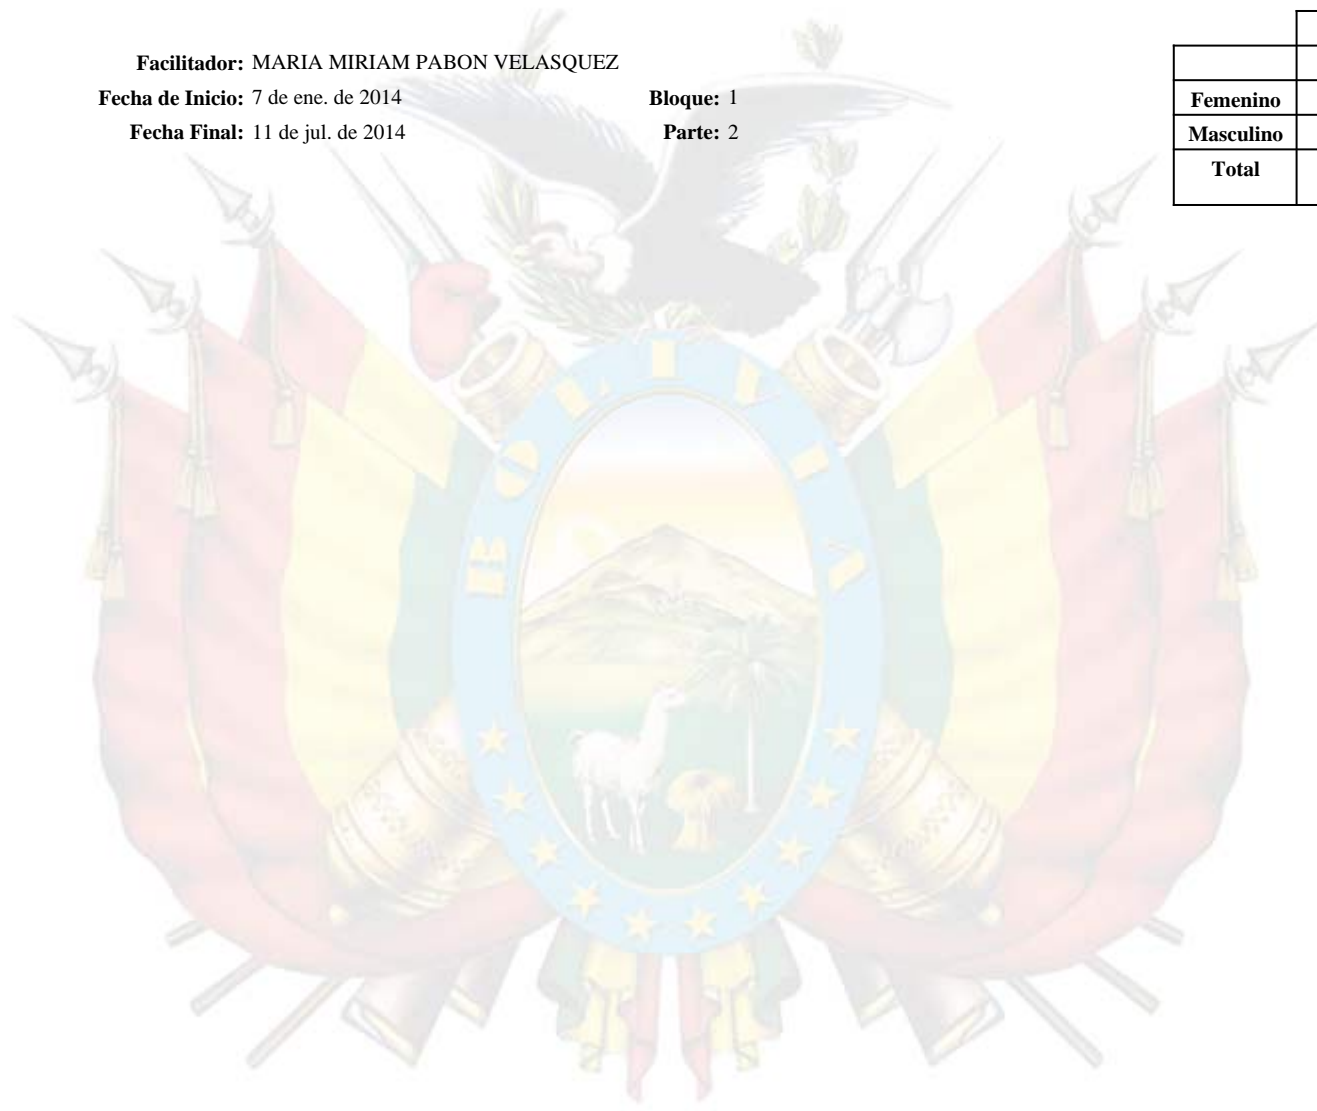 Facilitador: MARIA MIRIAM PABON VELASQUEZ
Fecha de Inicio: 7 de ene. de 2014 Bloque: 1
Fecha Final: 11 de jul. de 2014 Parte: 2
Femenino
Masculino
Total
BOLIVIA